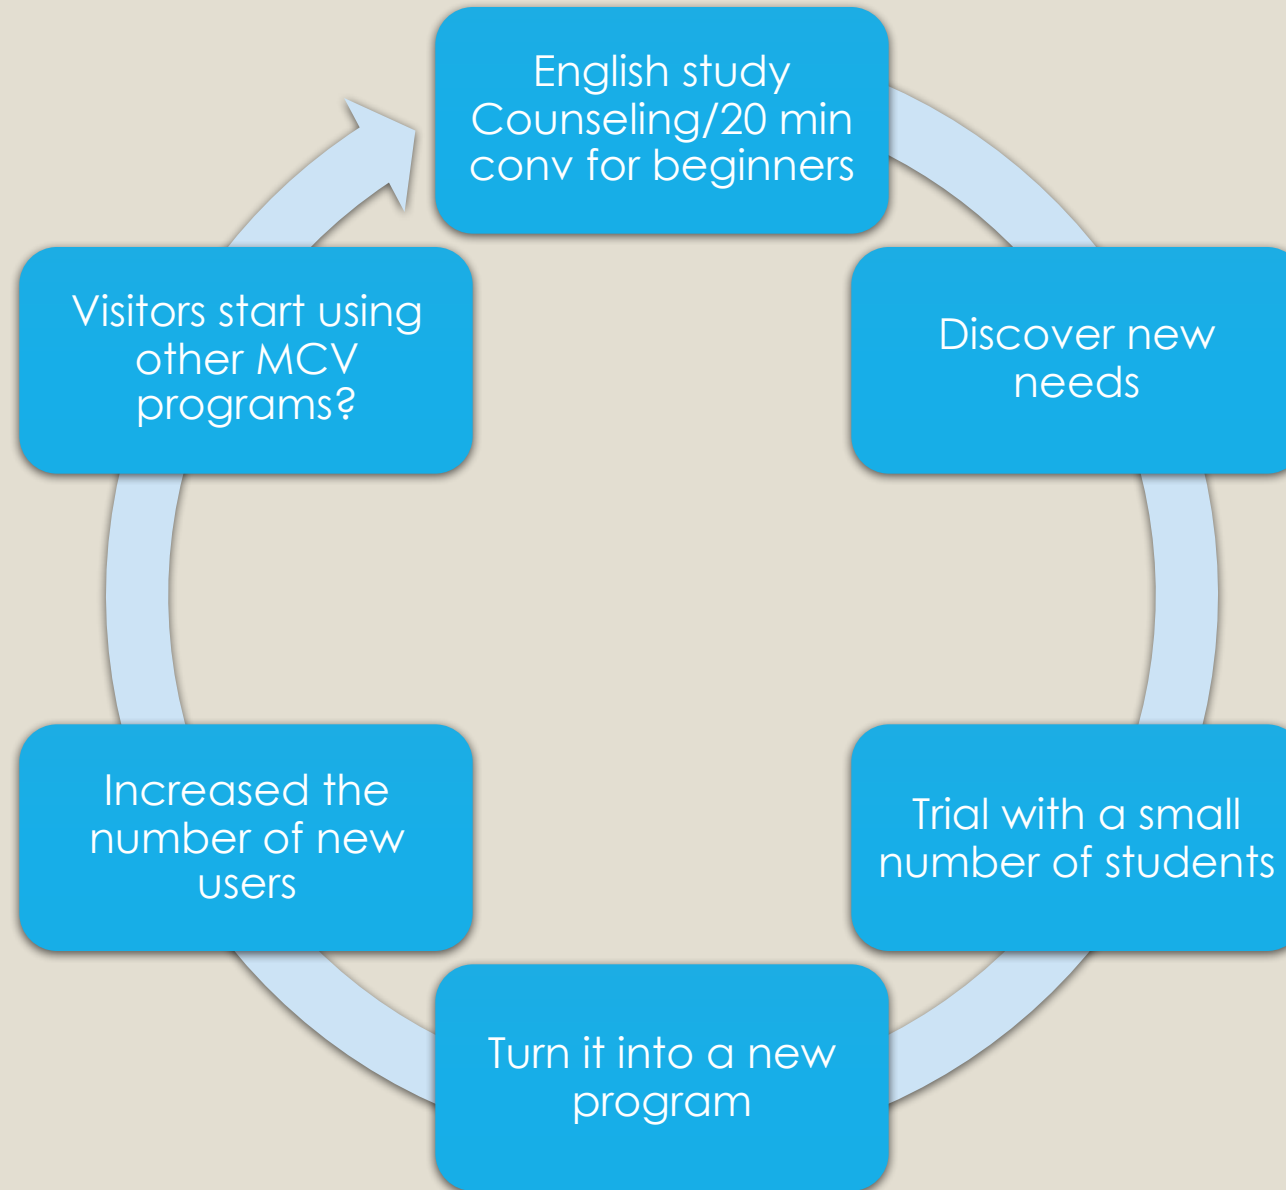 English study
Counseling/20 min
conv for beginners
Discover new
needs
Trial with a small
number of students
Turn it into a new
program
Increased the
number of new
users
Visitors start using
other MCV
programs?